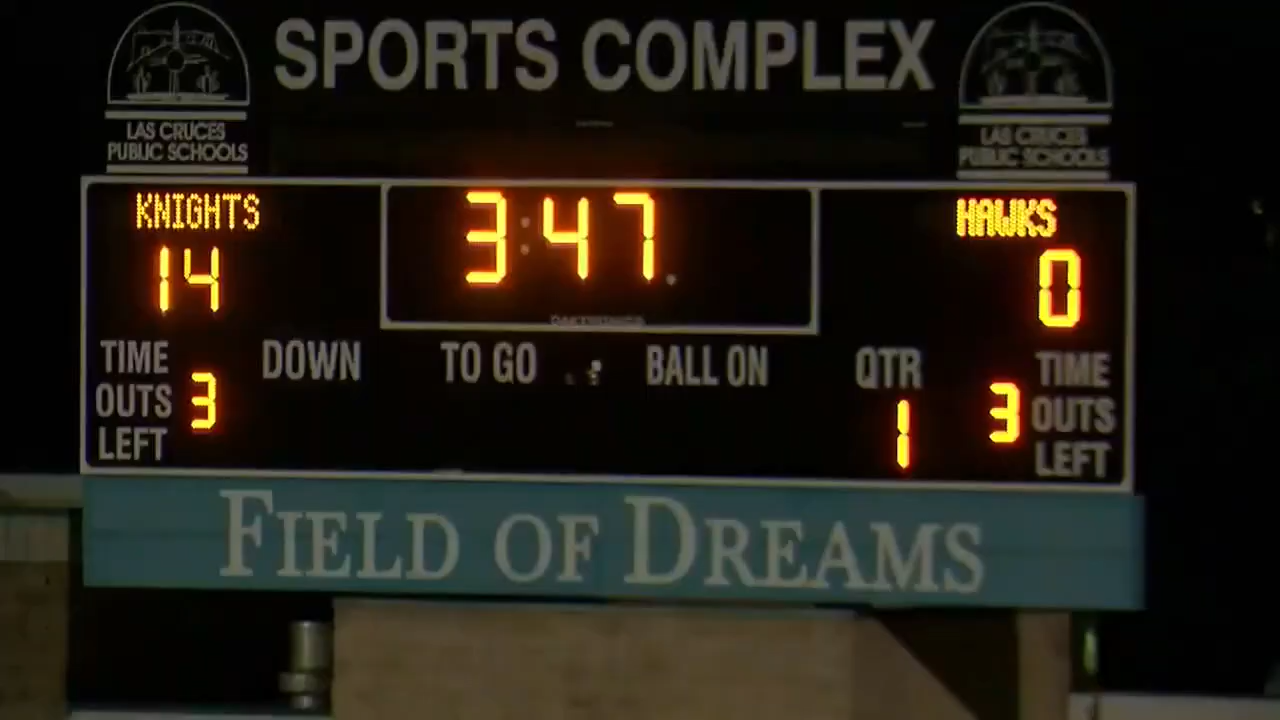 SPORTS COMPLEX
LAS CRUCES
PUBLIC SCHOOLS
LAS CRUCES
PUBLIC SCHOOLS
KNIGHTS
14
3:47
HAWKS
0
DAKTRONICS
TIME
OUTS
LEFT
3
DOWN
TO GO
BALL ON
QTR
1
3
TIME
OUTS
LEFT
FIELD OF DREAMS